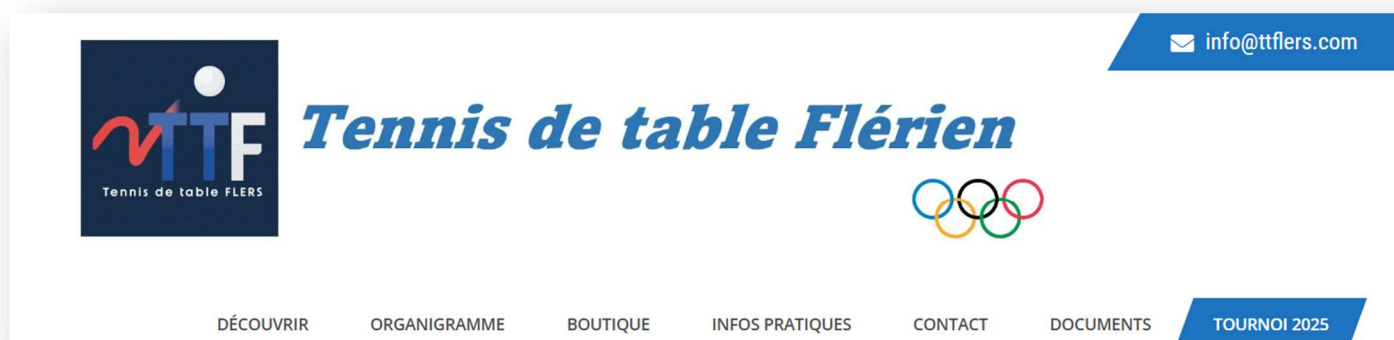 info@ttflers.com
TTF
Tennis de table FLERS
Tennis de table Flérien
DÉCOUVRIR ORGANIGRAMME BOUTIQUE INFOS PRATIQUES CONTACT DOCUMENTS TOURNOI 2025